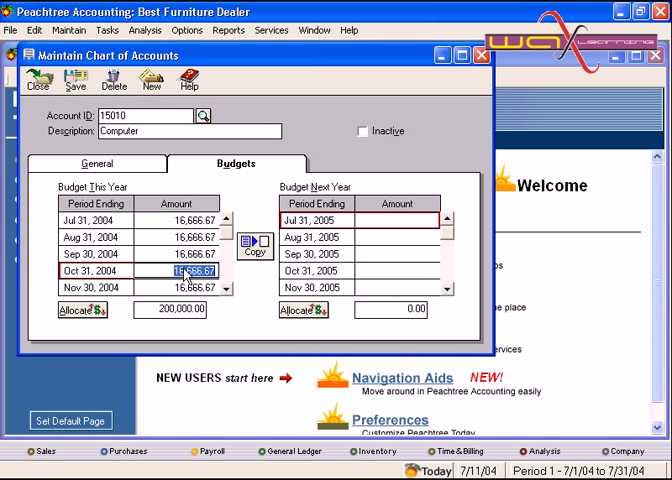 Peachtree Accounting: Best Furniture Dealer
File Edit Maintain Tasks Analysis Options Reports Services Window Help
wax Learning
Maintain Chart of Accounts
Close Save Delete New Help
Account ID: 15010
Description: Computer
Inactive
General Budgets
Budget This Year Budget Next Year
Period Ending Amount Period Ending Amount
Jul 31, 2004 16,666.67 Jul 31, 2005
Aug 31, 2004 16,666.67 Aug 31, 2005
Sep 30, 2004 16,666.67 Sep 30, 2005
Copy
Oct 31, 2004 16,666.67 Oct 31, 2005
Nov 30, 2004 16,666.67 Nov 30, 2005
Allocate 200,000.00 Allocate 0.00
Welcome
e place
ervices
NEW USERS start here Navigation Aids NEW!
Move around in Peachtree Accounting easily
Set Default Page
Preferences
Customize Peachtree Today
Sales Purchases Payroll General Ledger Inventory Time & Billing Analysis Company
Today 7/11/04 Period 1 - 7/1/04 to 7/31/04